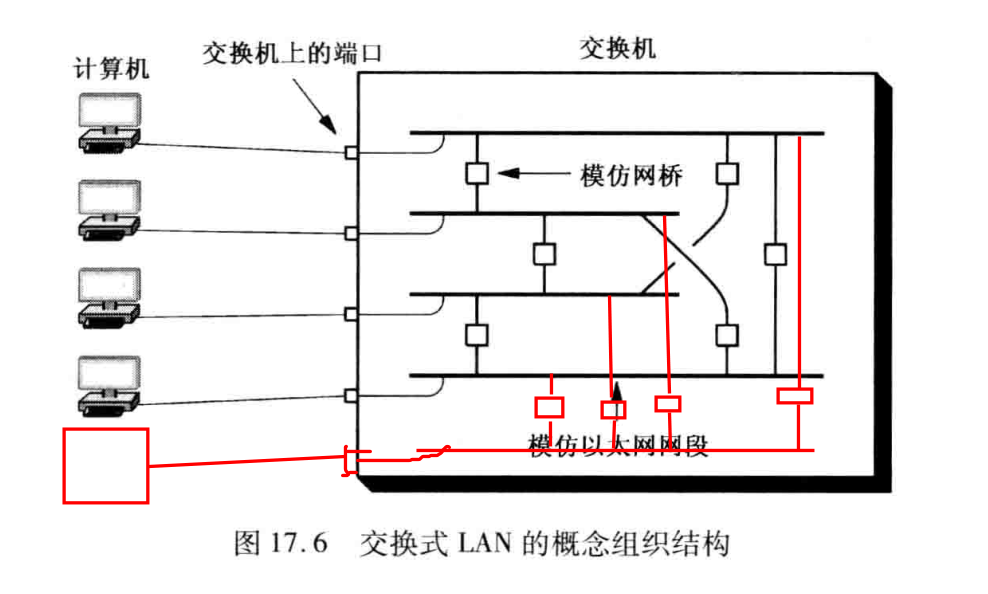 交换机上的端口
交换机
计算机
模仿网桥
模仿以太网网段
图 17.6 交换式 LAN 的概念组织结构